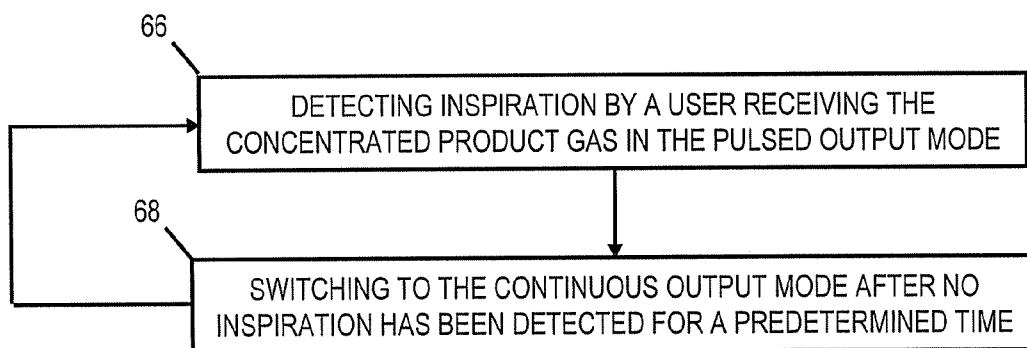 66
DETECTING INSPIRATION BY A USER RECEIVING THE
CONCENTRATED PRODUCT GAS IN THE PULSED OUTPUT MODE
68
SWITCHING TO THE CONTINUOUS OUTPUT MODE AFTER NO
INSPIRATION HAS BEEN DETECTED FOR A PREDETERMINED TIME